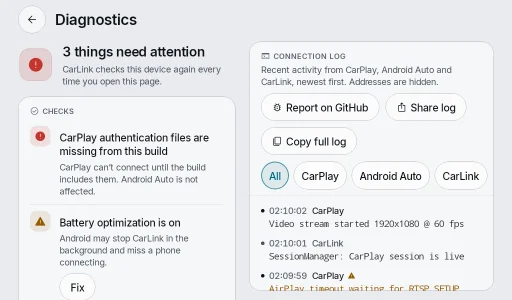 Diagnostics
3 things need attention
CarLink checks this device again every
time you open this page.
CHECKS
CarPlay authentication files are
missing from this build
CarPlay can't connect until the build
includes them. Android Auto is not
affected.
Battery optimization is on
Android may stop CarLink in the
background and miss a phone
connecting.
Fix
CONNECTION LOG
Recent activity from CarPlay, Android Auto and
CarLink, newest first. Addresses are hidden.
Report on GitHub
Share log
Copy full log
All
CarPlay
Android Auto
CarLink
02:10:02 CarPlay
Video stream started 1920x1080 @ 60 fps
02:10:01 CarLink
SessionManager: CarPlay session is live
02:09:59 CarPlay
AirPlay timeout waiting for RTSP SETUP